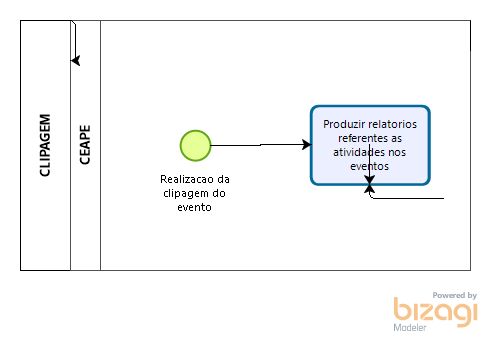 CLIPAGEM
CEAPE
Realizacao da
clipagem do
evento
Produzir relatorios
referentes as
atividades nos
eventos
Powered by
bizagi
Modeler